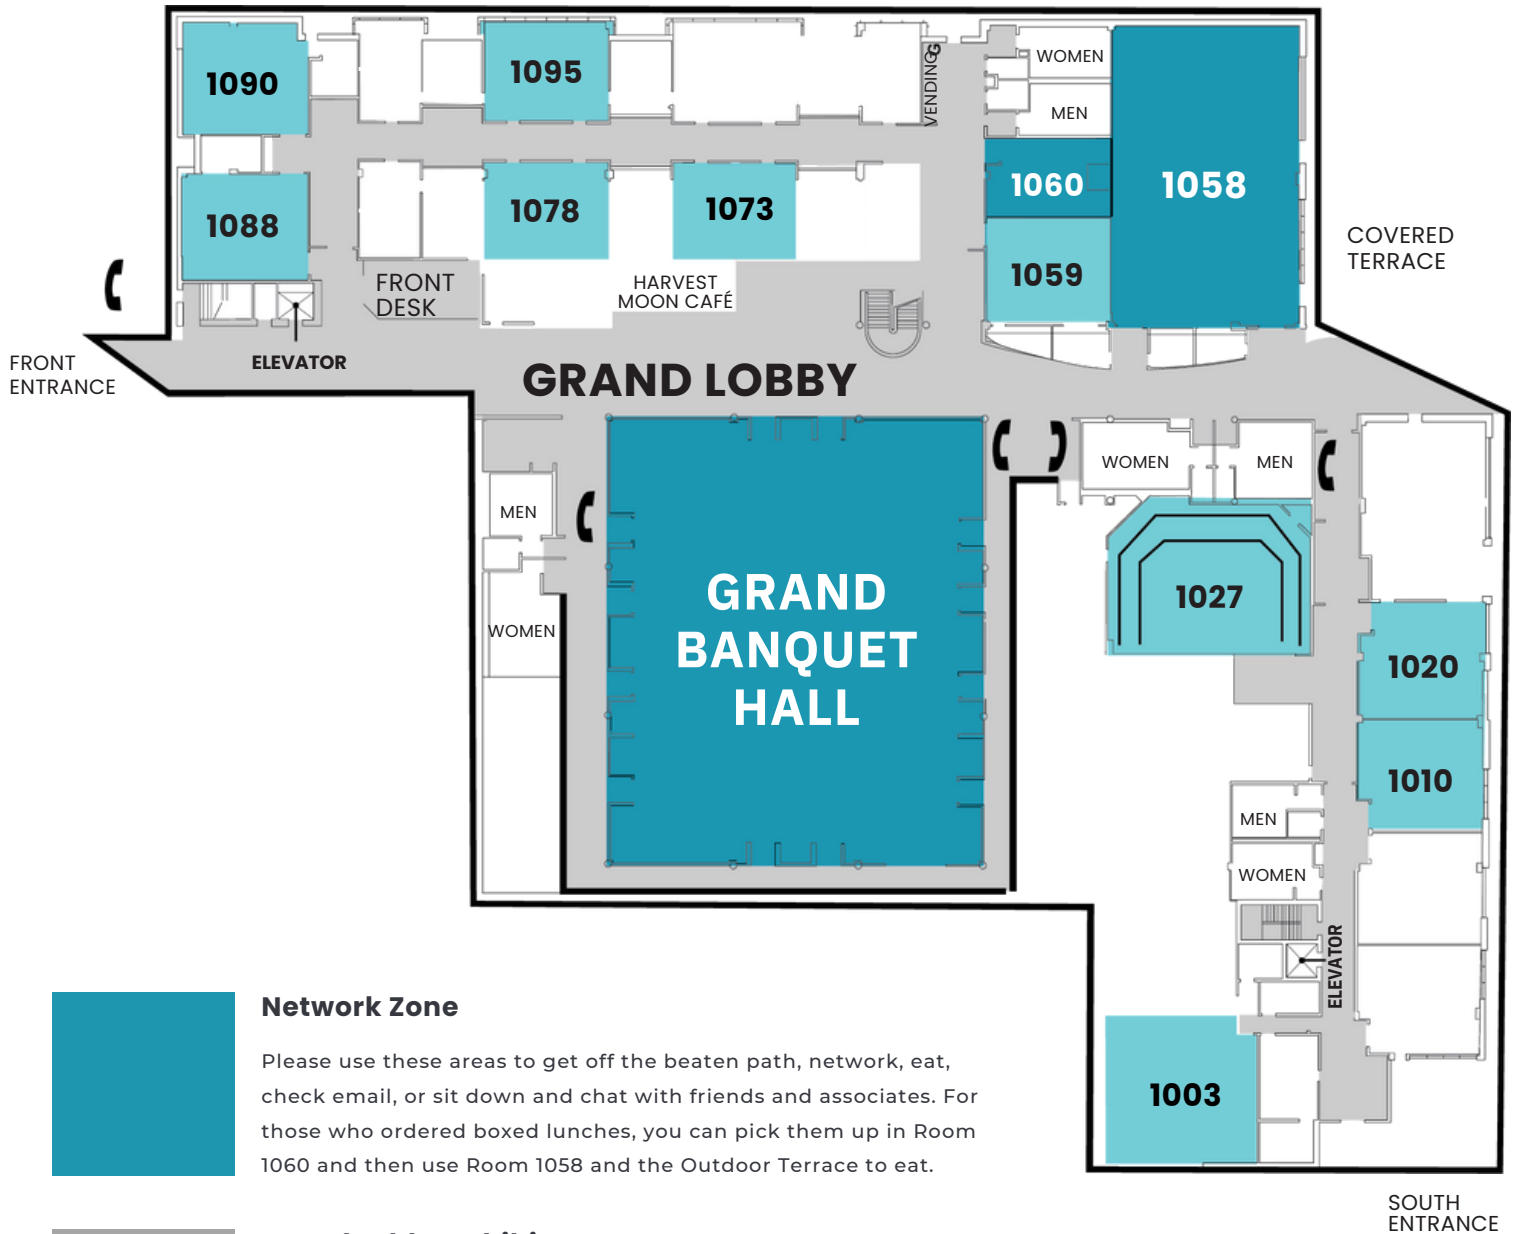 1090
1095
VENDING
G
WOMEN
MEN
1058
1060
1088
1078
1073
1059
COVERED
TERRACE
FRONT
DESK
HARVEST
MOON CAFÉ
FRONT
ENTRANCE
ELEVATOR
GRAND LOBBY
WOMEN
MEN
MEN
WOMEN
GRAND
BANQUET
HALL
1027
1020
1010
MEN
WOMEN
ELEVATOR
1003
SOUTH
ENTRANCE
Network Zone
Please use these areas to get off the beaten path, network, eat,
check email, or sit down and chat with friends and associates. For
those who ordered boxed lunches, you can pick them up in Room
1060 and then use Room 1058 and the Outdoor Terrace to eat.